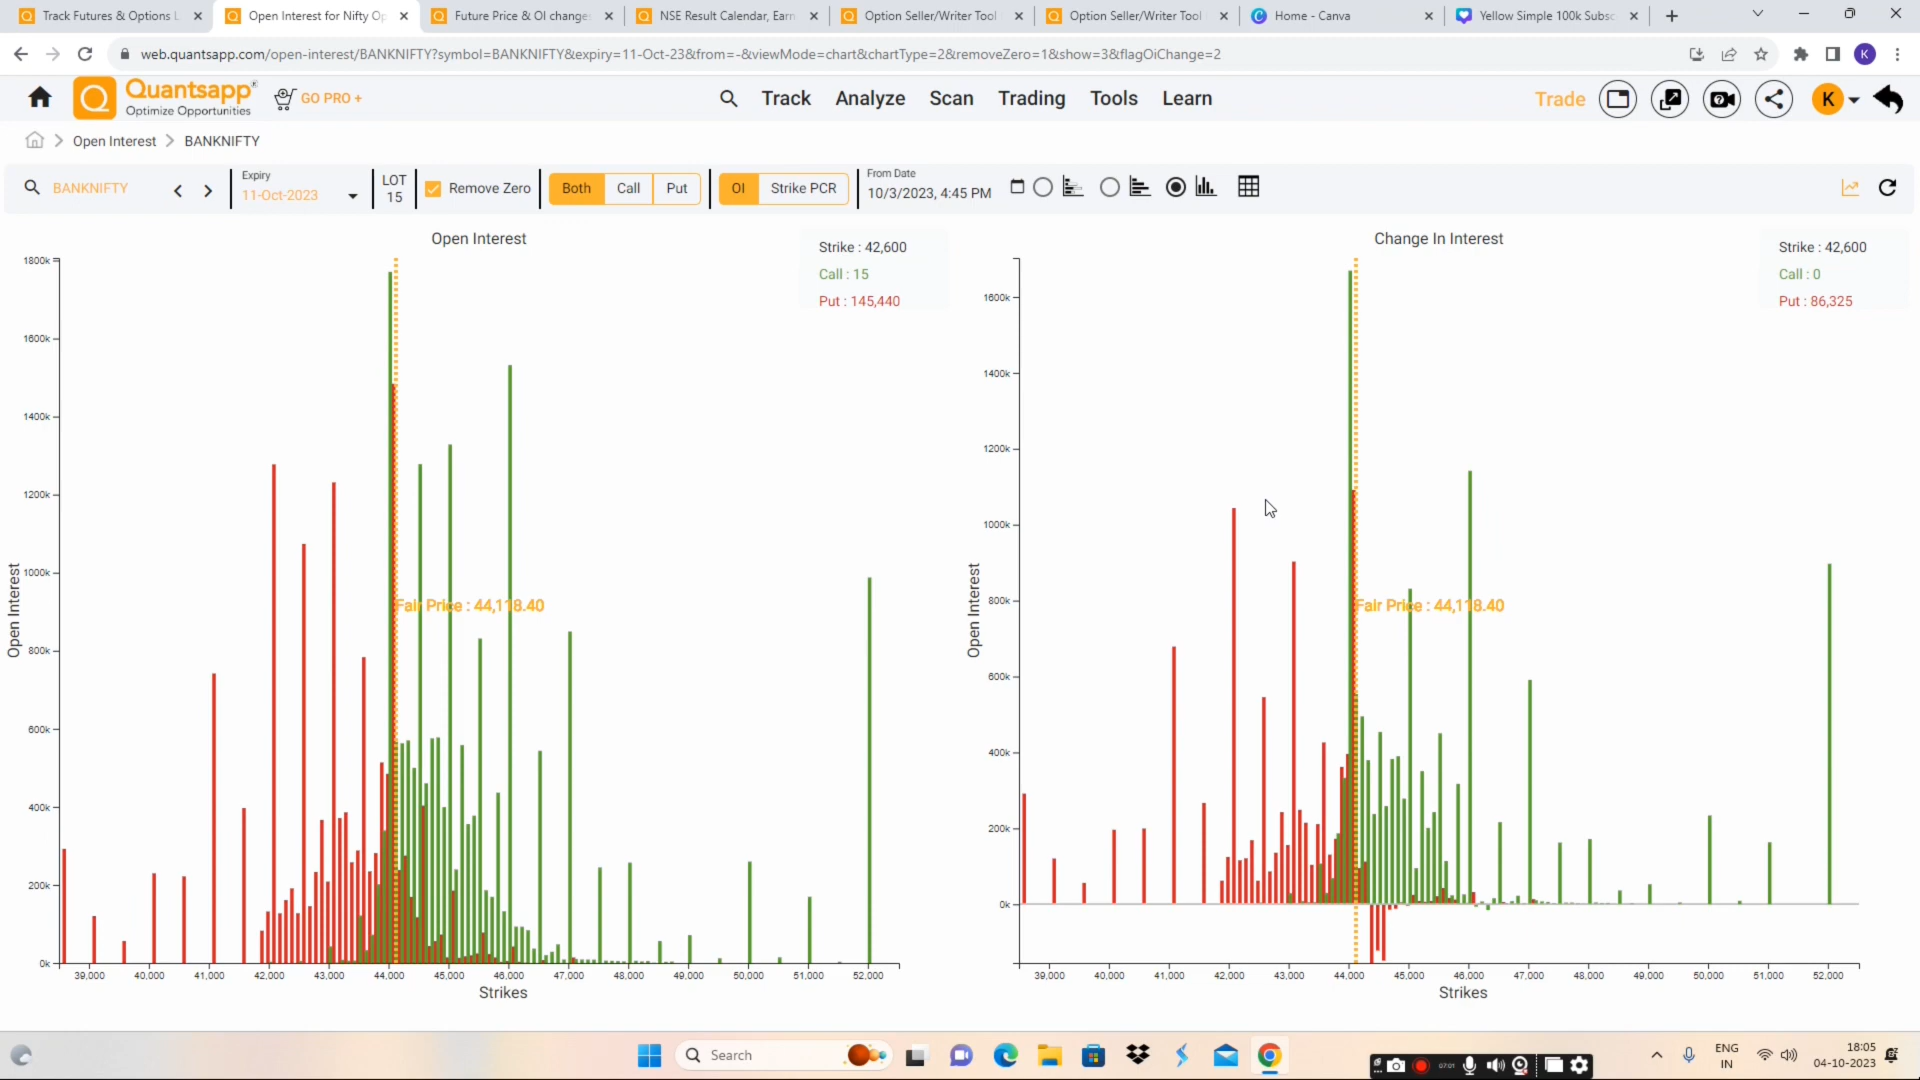 Track Futures & Options L
Open Interest for Nifty Op
Future Price & OI changes
NSE Result Calendar, Earn
Option Seller/Writer Tool
Option Seller/Writer Tool
Home - Canva
Yellow Simple 100k Subsc
web.quantsapp.com/open-interest/BANKNIFTY?symbol=BANKNIFTY&expiry=11-Oct-23&from=-&viewMode=chart&chartType=2&removeZero=1&show=3&flagOiChange=2
K
Quantsapp
Optimize Opportunities
GO PRO +
Track Analyze Scan Trading Tools Learn
Trade
K
Open Interest > BANKNIFTY
BANKNIFTY
Expiry
11-Oct-2023
LOT
15
Remove Zero
Both Call Put
OI Strike PCR
From Date
10/3/2023, 4:45 PM
Open Interest
Strike : 42,600
Call : 15
Put : 145,440
1800k
1600k
1400k
1200k
1000k
800k
600k
400k
200k
0k
Open Interest
Fair Price : 44,118.40
39,000 40,000 41,000 42,000 43,000 44,000 45,000 46,000 47,000 48,000 49,000 50,000 51,000 52,000
Strikes
Change In Interest
Strike : 42,600
Call : 0
Put : 86,325
1600k
1400k
1200k
1000k
800k
600k
400k
200k
0k
Open Interest
Fair Price : 44,118.40
39,000 40,000 41,000 42,000 43,000 44,000 45,000 46,000 47,000 48,000 49,000 50,000 51,000 52,000
Strikes
Search
07:01
ENG
IN
18:05
04-10-2023